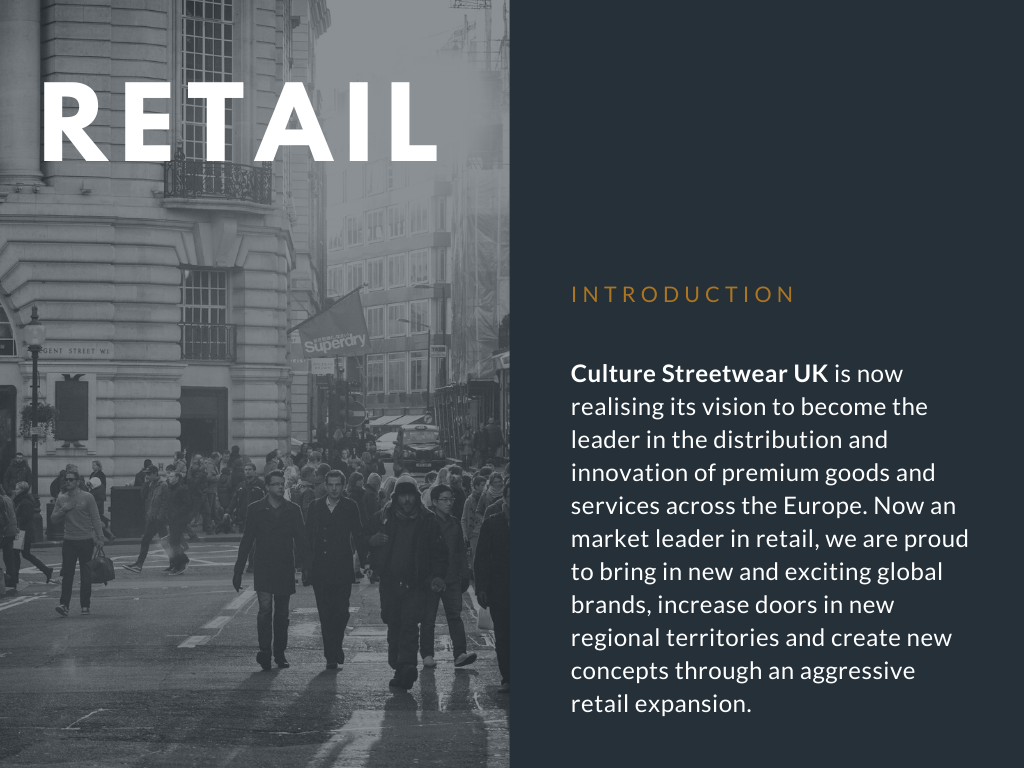 RETAIL
Superdry
GENT STREET W1
INTRODUCTION
Culture Streetwear UK is now
realising its vision to become the
leader in the distribution and
innovation of premium goods and
services across the Europe. Now an
market leader in retail, we are proud
to bring in new and exciting global
brands, increase doors in new
regional territories and create new
concepts through an aggressive
retail expansion.